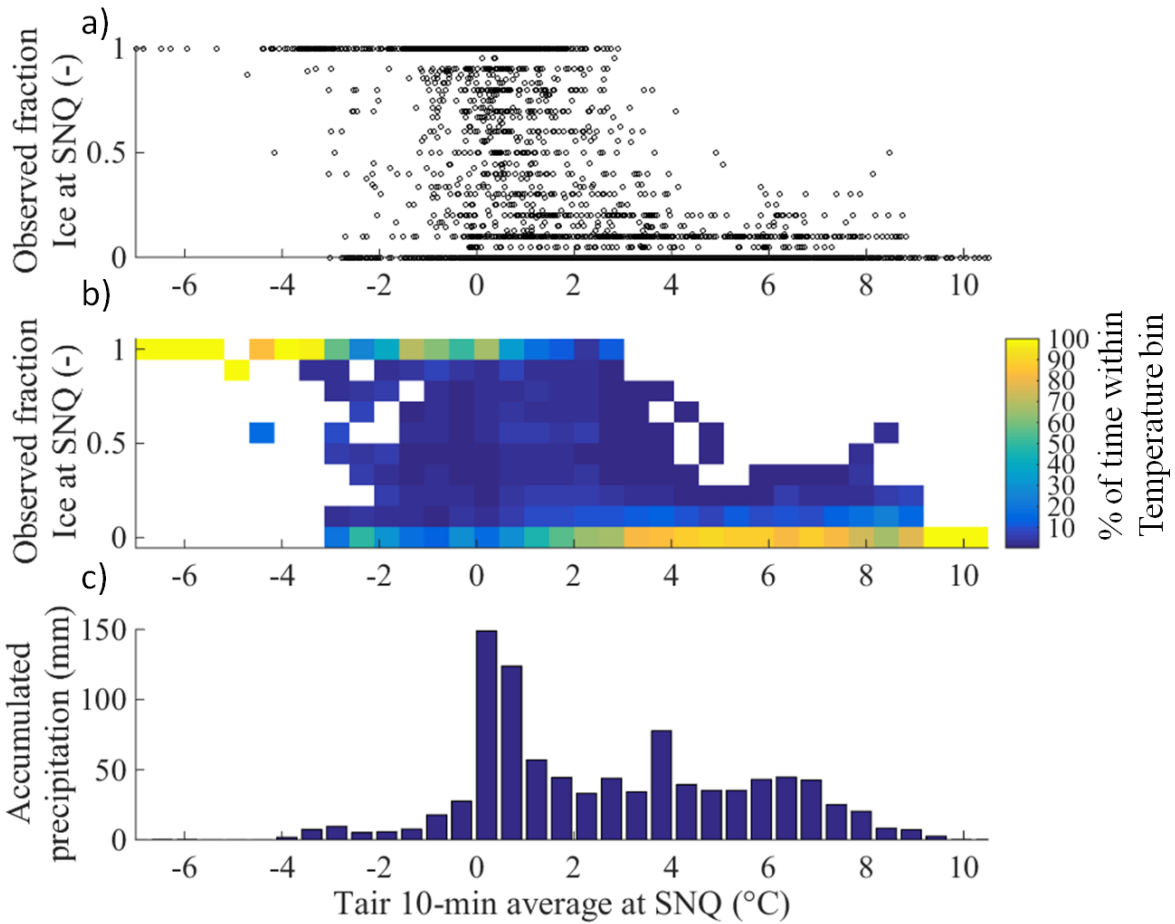 a)
Observed fraction
Ice at SNQ (-)
1
0.5
0
-6 -4 -2 0 2 4 6 8 10
b)
Observed fraction
Ice at SNQ (-)
1
0.5
0
-6 -4 -2 0 2 4 6 8 10
100
90
80
70
60
50
40
30
20
10
% of time within
Temperature bin
c)
Accumulated
precipitation (mm)
150
100
50
0
-6 -4 -2 0 2 4 6 8 10
Tair 10-min average at SNQ (°C)